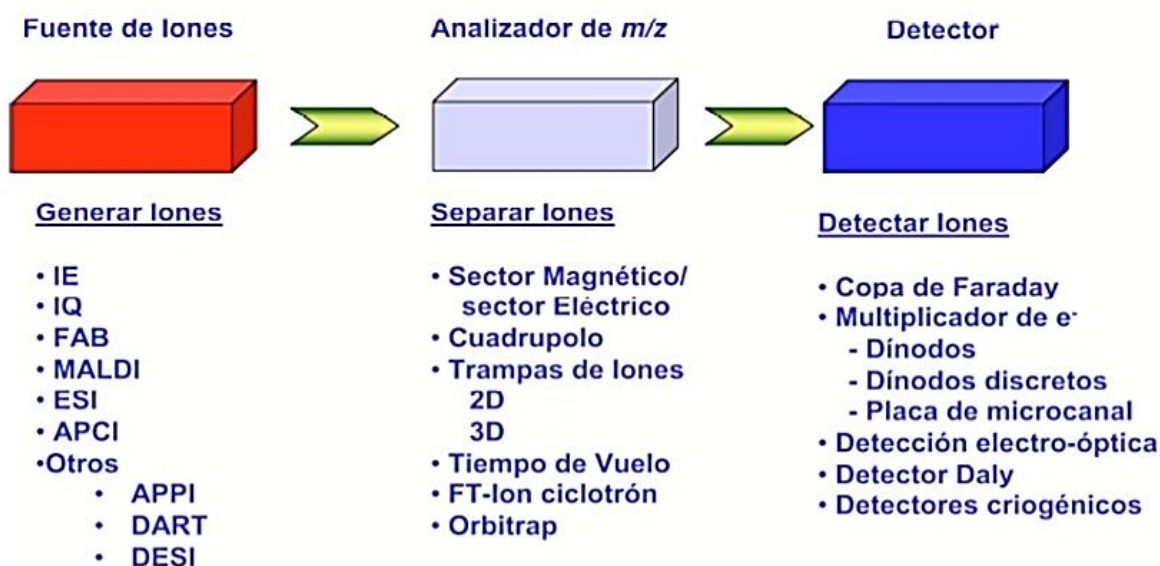 Fuente de Iones
Generar Iones
• IE
• IQ
• FAB
• MALDI
• ESI
• APCI
•Otros
• APPI
• DART
• DESI
Analizador de m/z
Separar Iones
• Sector Magnético/
sector Eléctrico
• Cuadrupolo
• Trampas de Iones
2D
3D
• Tiempo de Vuelo
• FT-Ion ciclotrón
• Orbitrap
Detector
Detectar Iones
• Copa de Faraday
• Multiplicador de e-
- Dínodos
- Dínodos discretos
- Placa de microcanal
• Detección electro-óptica
• Detector Daly
• Detectores criogénicos